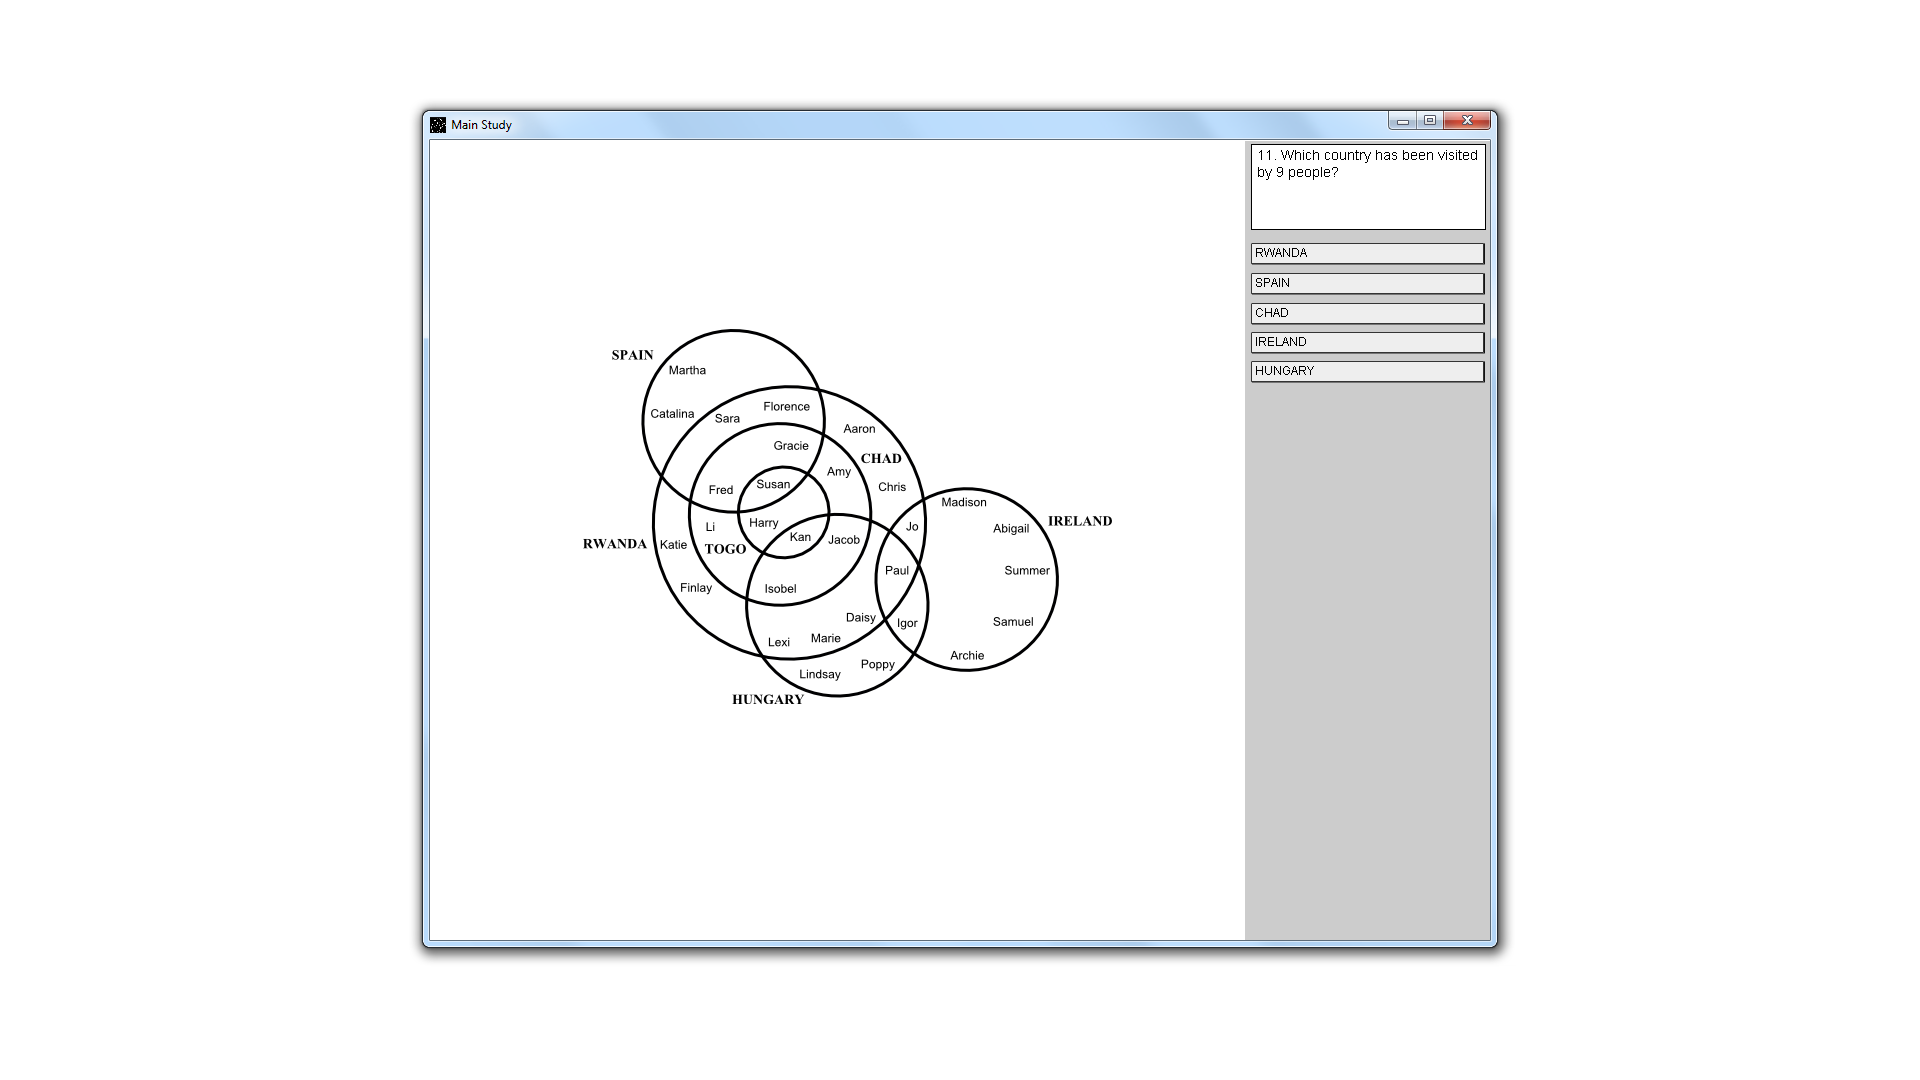 Main Study
11. Which country has been visited
by 9 people?
RWANDA
SPAIN
CHAD
IRELAND
HUNGARY
SPAIN
Martha
Catalina
Sara
Florence
Aaron
Gracie
CHAD
Amy
Fred
Susan
Chris
Madison
Li
Harry
Jo
Abigail
IRELAND
RWANDA
Katie
TOGO
Kan
Jacob
Paul
Summer
Finlay
Isobel
Daisy
Igor
Samuel
Lexi
Marie
Archie
Lindsay
Poppy
HUNGARY